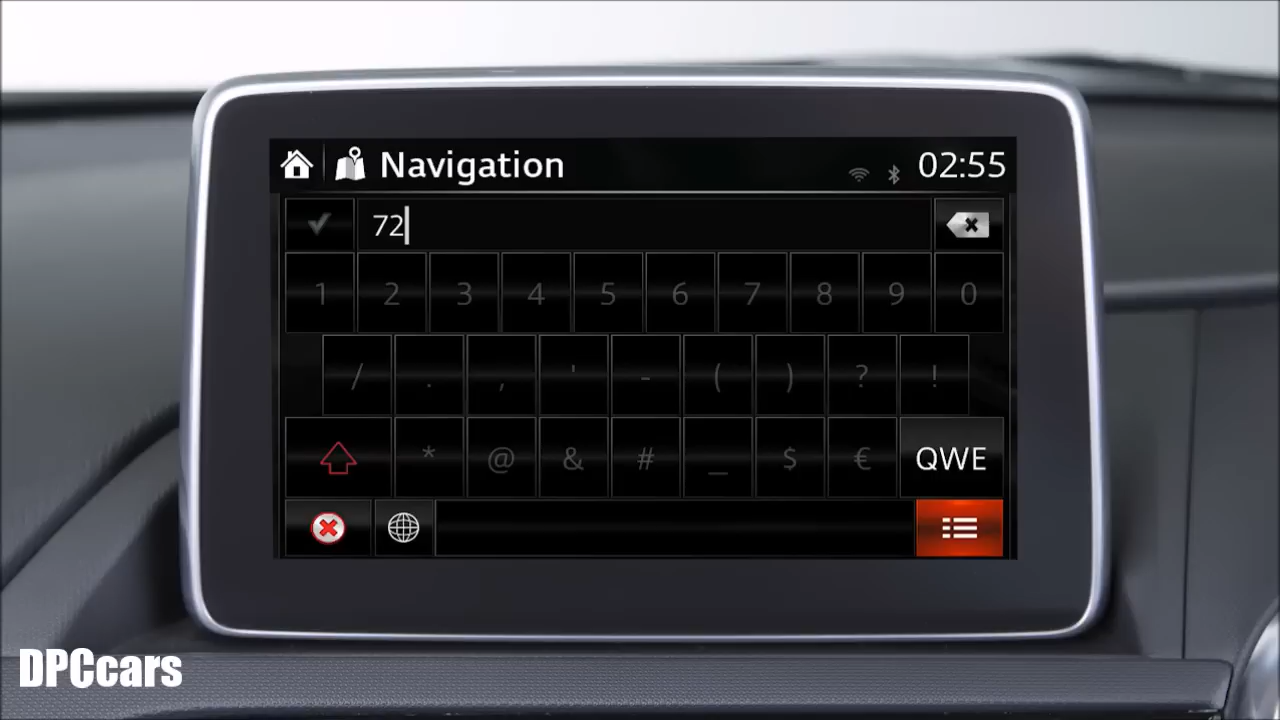 Navigation 02:55
72
1 2 3 4 5 6 7 8 9 0
/ . , ' - ( ) ? !
* @ & # _ $ € QWE
DPCcars